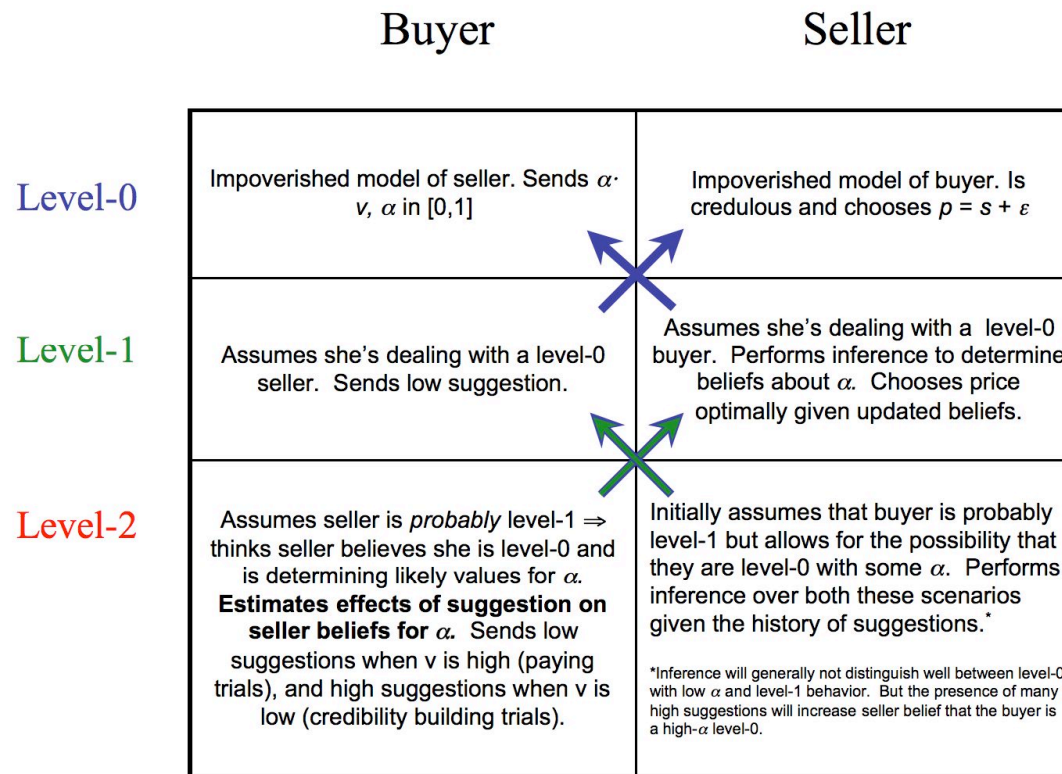 Buyer
Seller
Level-0
Impoverished model of seller. Sends α·
v, α in [0,1]
Impoverished model of buyer. Is
credulous and chooses p = s + ε
Level-1
Assumes she's dealing with a level-0
seller. Sends low suggestion.
Assumes she's dealing with a level-0
buyer. Performs inference to determine
beliefs about α. Chooses price
optimally given updated beliefs.
Level-2
Assumes seller is probably level-1 ⇒
thinks seller believes she is level-0 and
is determining likely values for α.
Estimates effects of suggestion on
seller beliefs for α. Sends low
suggestions when v is high (paying
trials), and high suggestions when v is
low (credibility building trials).
Initially assumes that buyer is probably
level-1 but allows for the possibility that
they are level-0 with some α. Performs
inference over both these scenarios
given the history of suggestions.*
*Inference will generally not distinguish well between level-0
with low α and level-1 behavior. But the presence of many
high suggestions will increase seller belief that the buyer is
a high-α level-0.